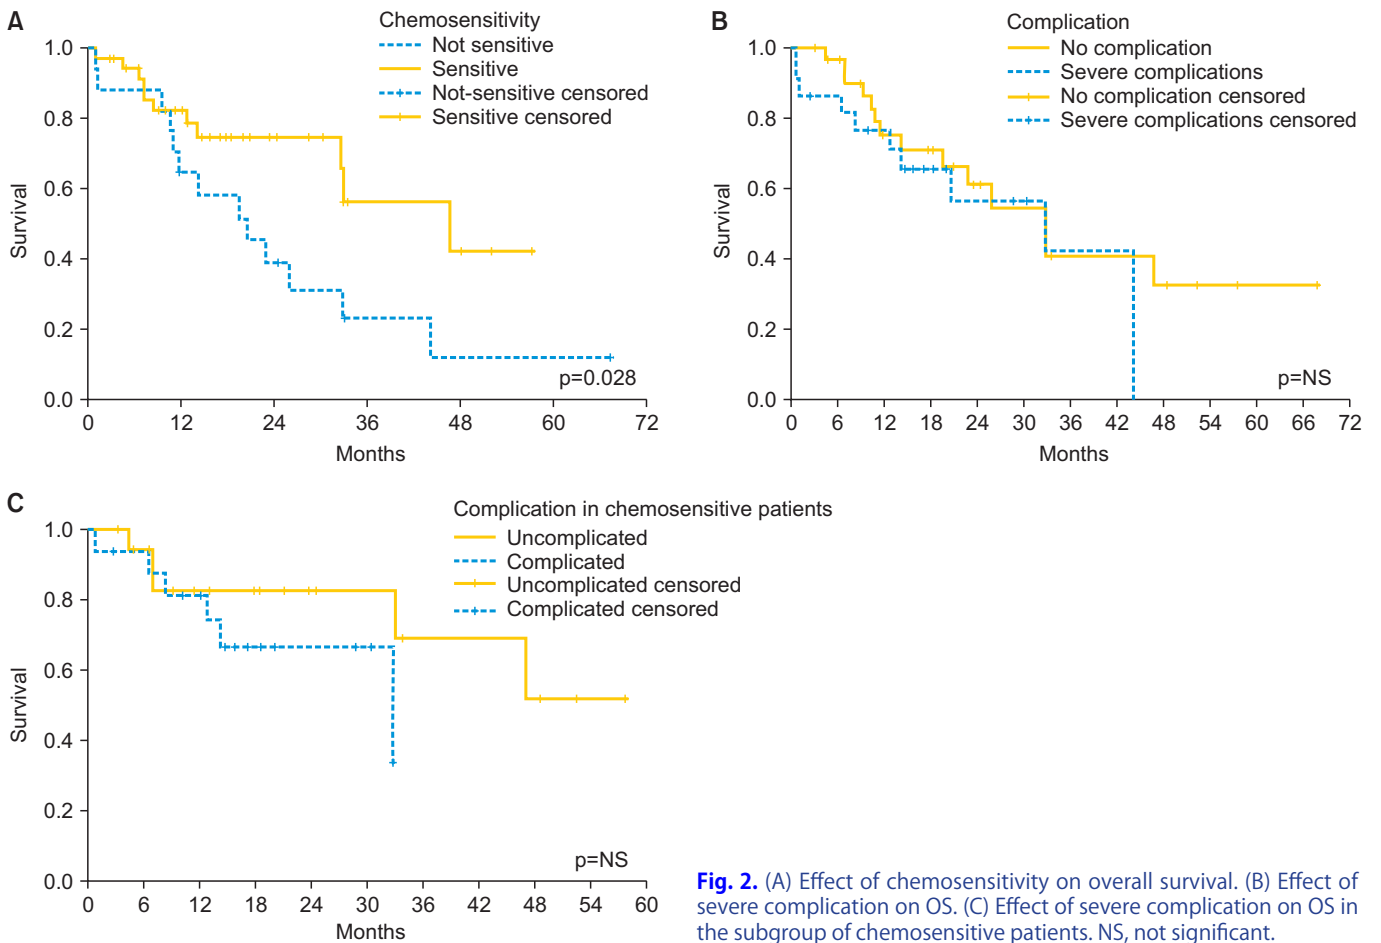 A
Chemosensitivity
Not sensitive
Sensitive
Not-sensitive censored
Sensitive censored
1.0
0.8
0.6
0.4
0.2
0.0
Survival
p=0.028
0 12 24 36 48 60 72
Months
B
Complication
No complication
Severe complications
No complication censored
Severe complications censored
1.0
0.8
0.6
0.4
0.2
0.0
Survival
p=NS
0 6 12 18 24 30 36 42 48 54 60 66 72
Months
C
Complication in chemosensitive patients
Uncomplicated
Complicated
Uncomplicated censored
Complicated censored
1.0
0.8
0.6
0.4
0.2
0.0
Survival
p=NS
0 6 12 18 24 30 36 42 48 54 60
Months
Fig. 2. (A) Effect of chemosensitivity on overall survival. (B) Effect of
severe complication on OS. (C) Effect of severe complication on OS in
the subgroup of chemosensitive patients. NS, not significant.